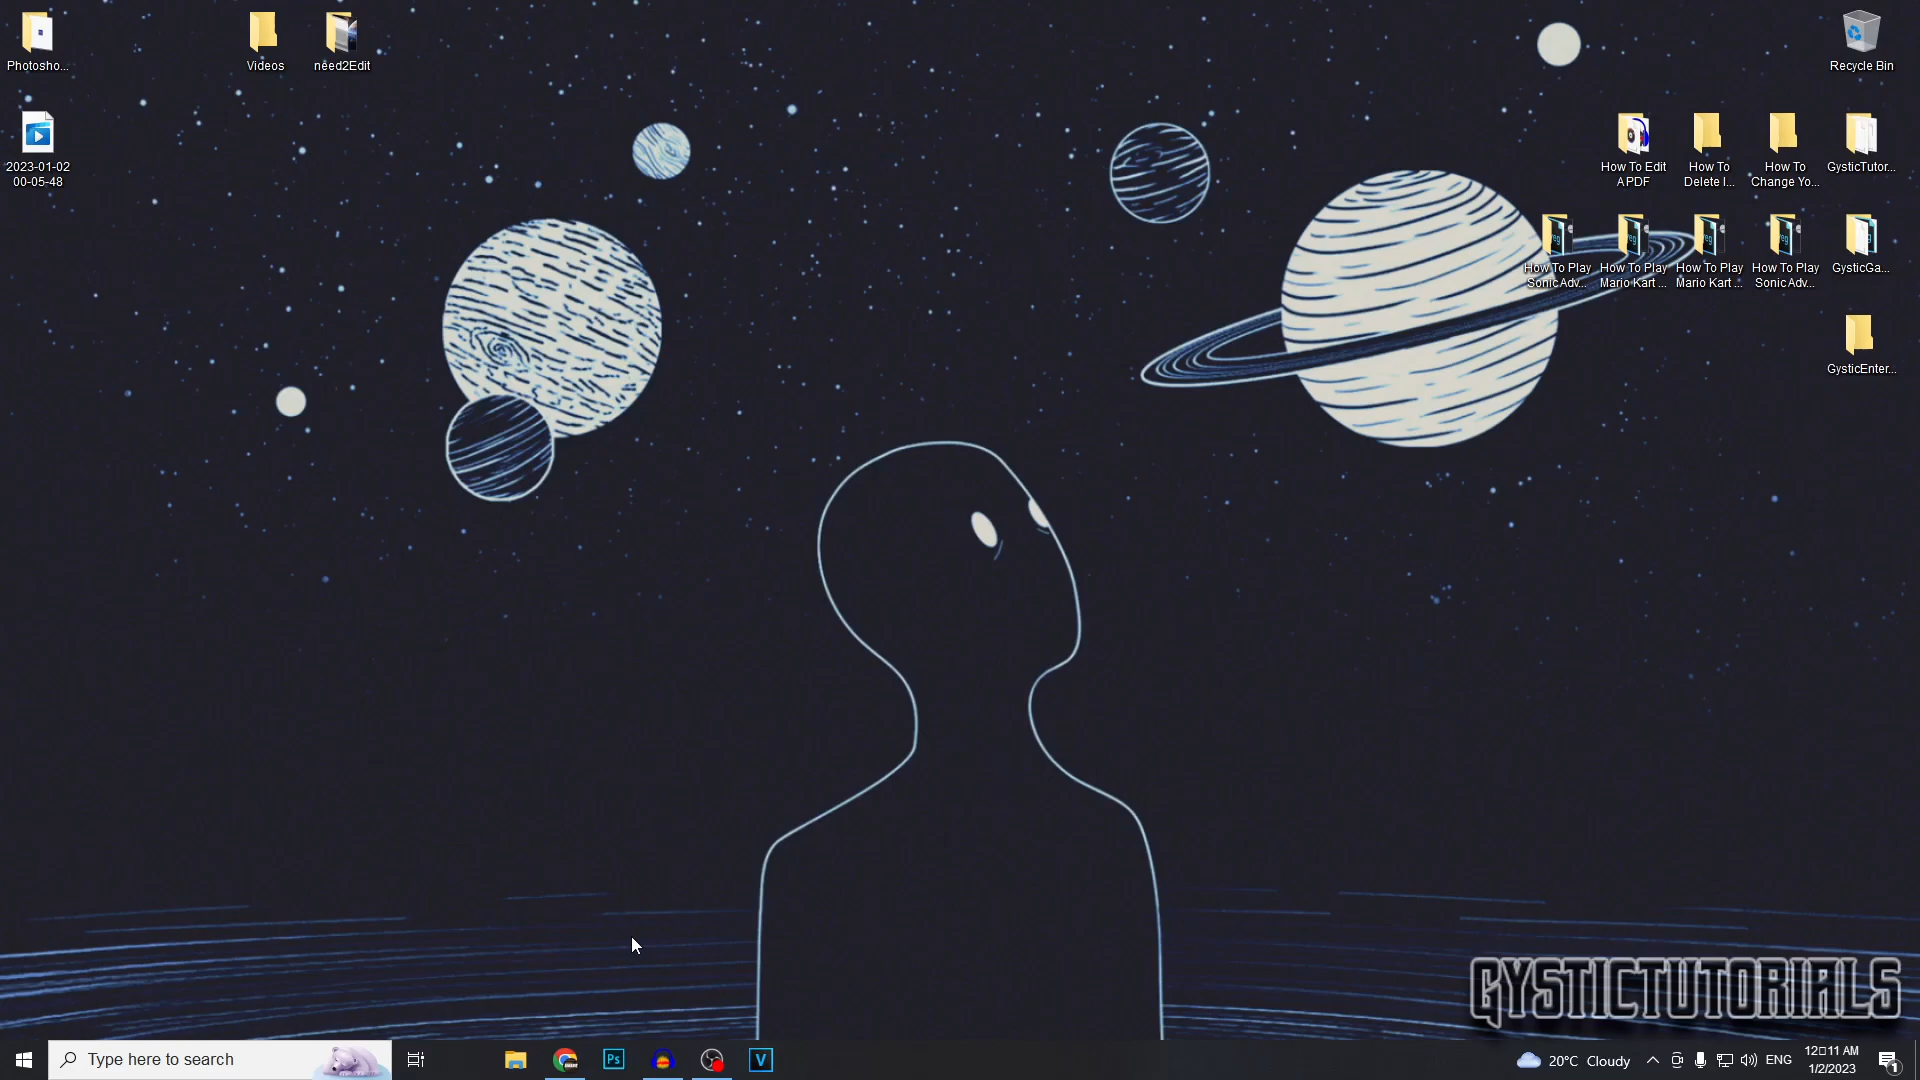 Photosho...
Videos
need2Edit
Recycle Bin
2023-01-02
00-05-48
How To Edit
A PDF
How To
Delete I...
How To
Change Yo...
GysticTutor...
How To Play
Sonic Adv...
How To Play
Mario Kart ...
How To Play
Mario Kart ...
How To Play
Sonic Adv...
GysticGa...
GysticEnter...
GYSTICTUTORIALS
Type here to search
Ps
V
20°C Cloudy
ENG
12:11 AM
1/2/2023
1